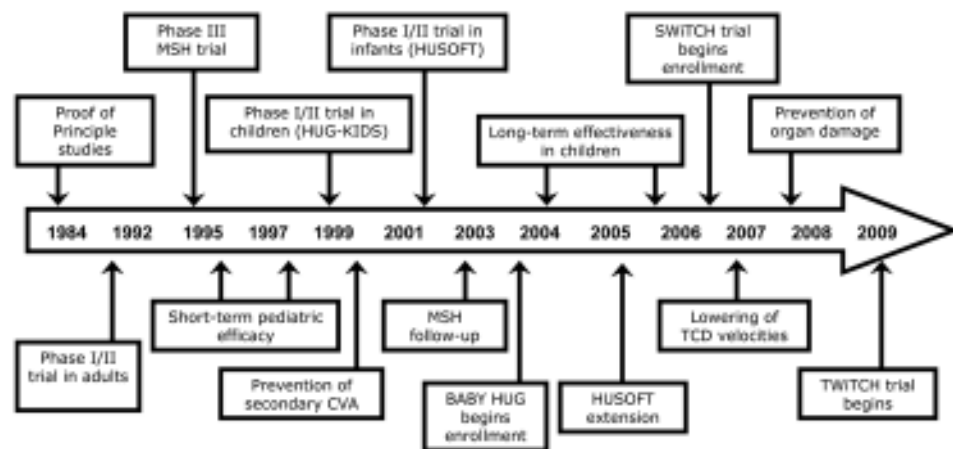 Phase III
MSH trial
Phase I/II trial in
infants (HUSOFT)
SWiTCH trial
begins
enrollment
Proof of
Principle
studies
Phase I/II trial in
children (HUG-KIDS)
Long-term effectiveness
in children
Prevention of
organ damage
1984 1992 1995 1997 1999 2001 2003 2004 2005 2006 2007 2008 2009
Short-term pediatric
efficacy
MSH
follow-up
Lowering of
TCD velocities
Phase I/II
trial in adults
Prevention of
secondary CVA
BABY HUG
begins
enrollment
HUSOFT
extension
TWiTCH trial
begins